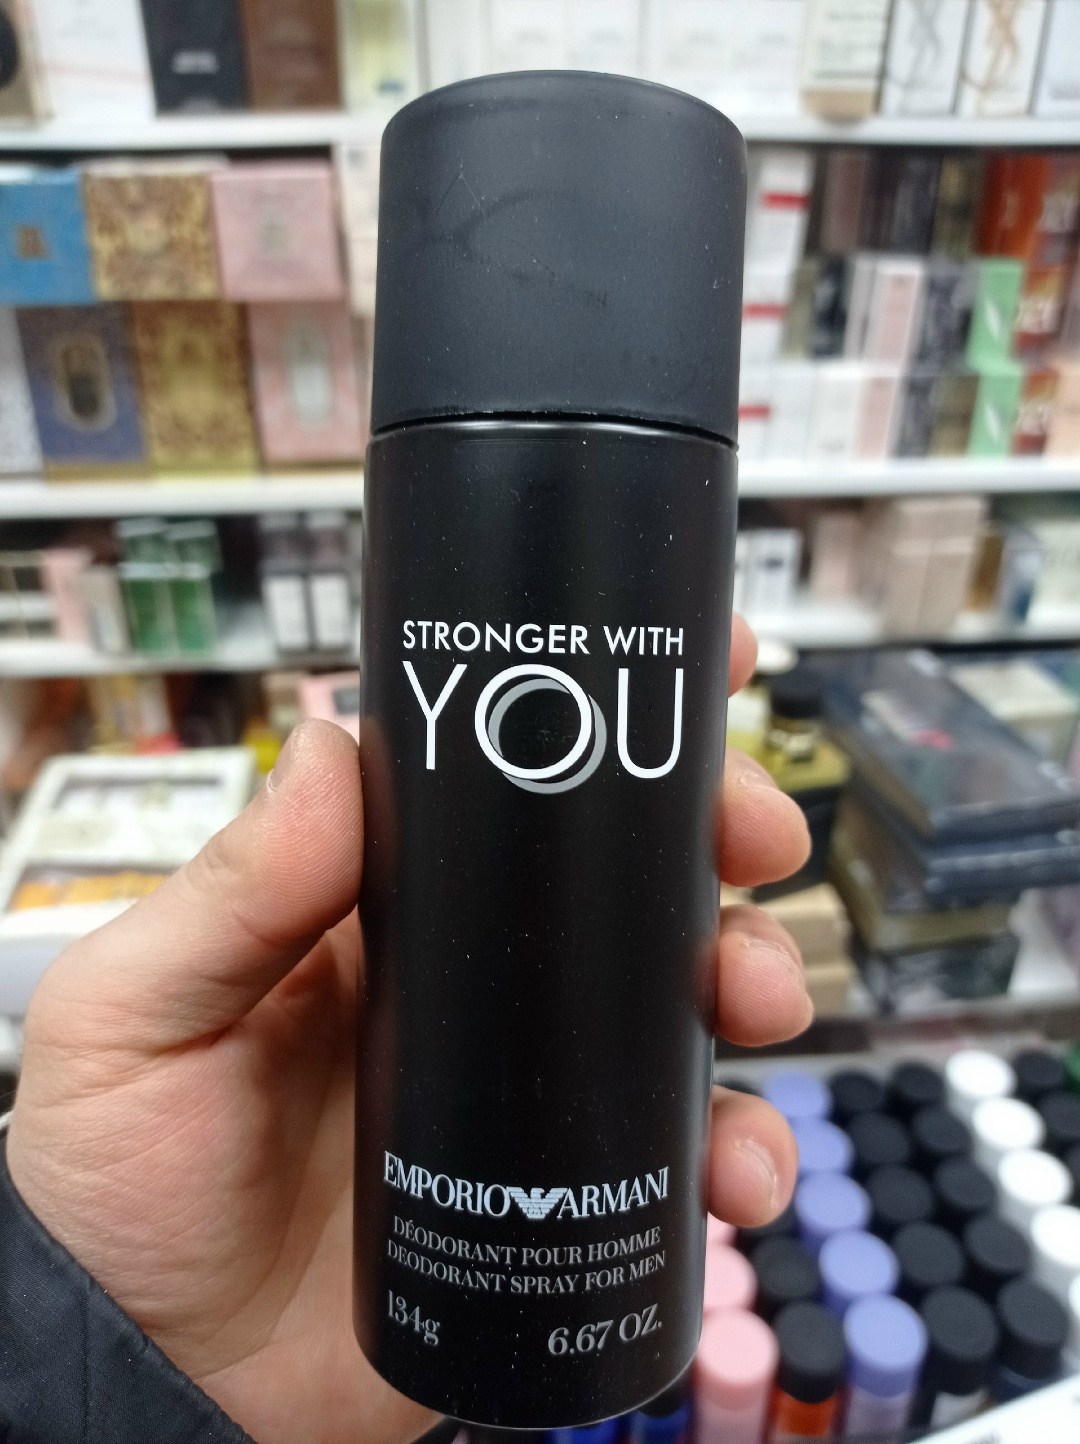 STRONGER WITH
YOU
EMPORIO ARMANI
DÉODORANT POUR HOMME
DEODORANT SPRAY FOR MEN
134g 6.67 OZ.